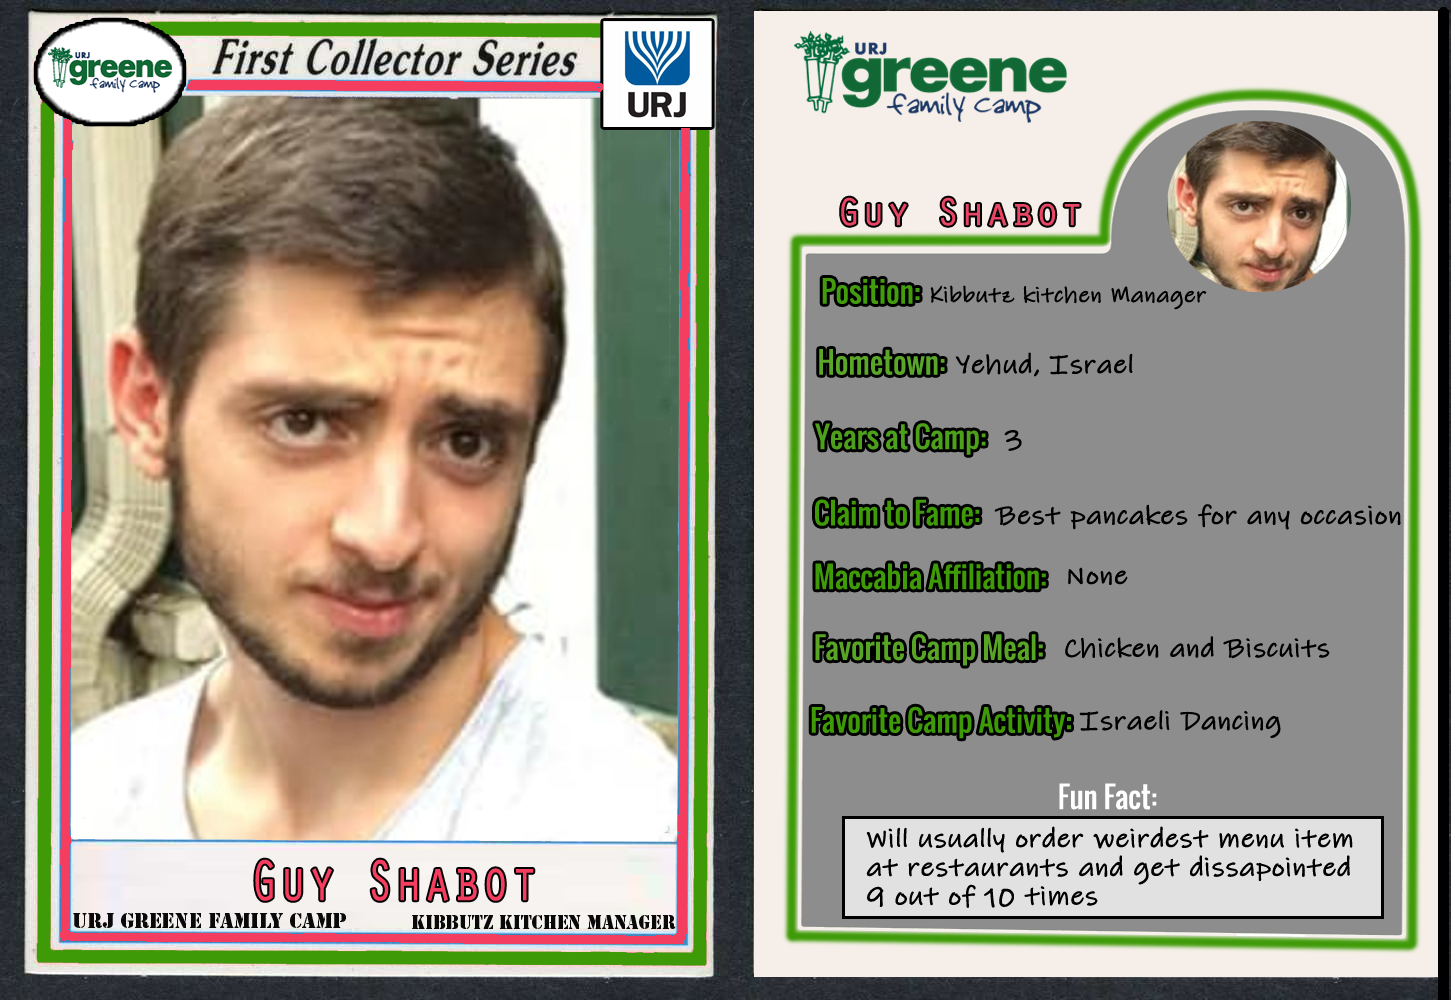 URJ
greene
family camp
First Collector Series
URJ
GUY SHABOT
URJ GREENE FAMILY CAMP
KIBBUTZ KITCHEN MANAGER
URJ
greene
family camp
GUY SHABOT
Position: Kibbutz kitchen Manager
Hometown: Yehud, Israel
Years at Camp: 3
Claim to Fame: Best pancakes for any occasion
Maccabia Affiliation: None
Favorite Camp Meal: Chicken and Biscuits
Favorite Camp Activity: Israeli Dancing
Fun Fact:
Will usually order weirdest menu item
at restaurants and get dissapointed
9 out of 10 times